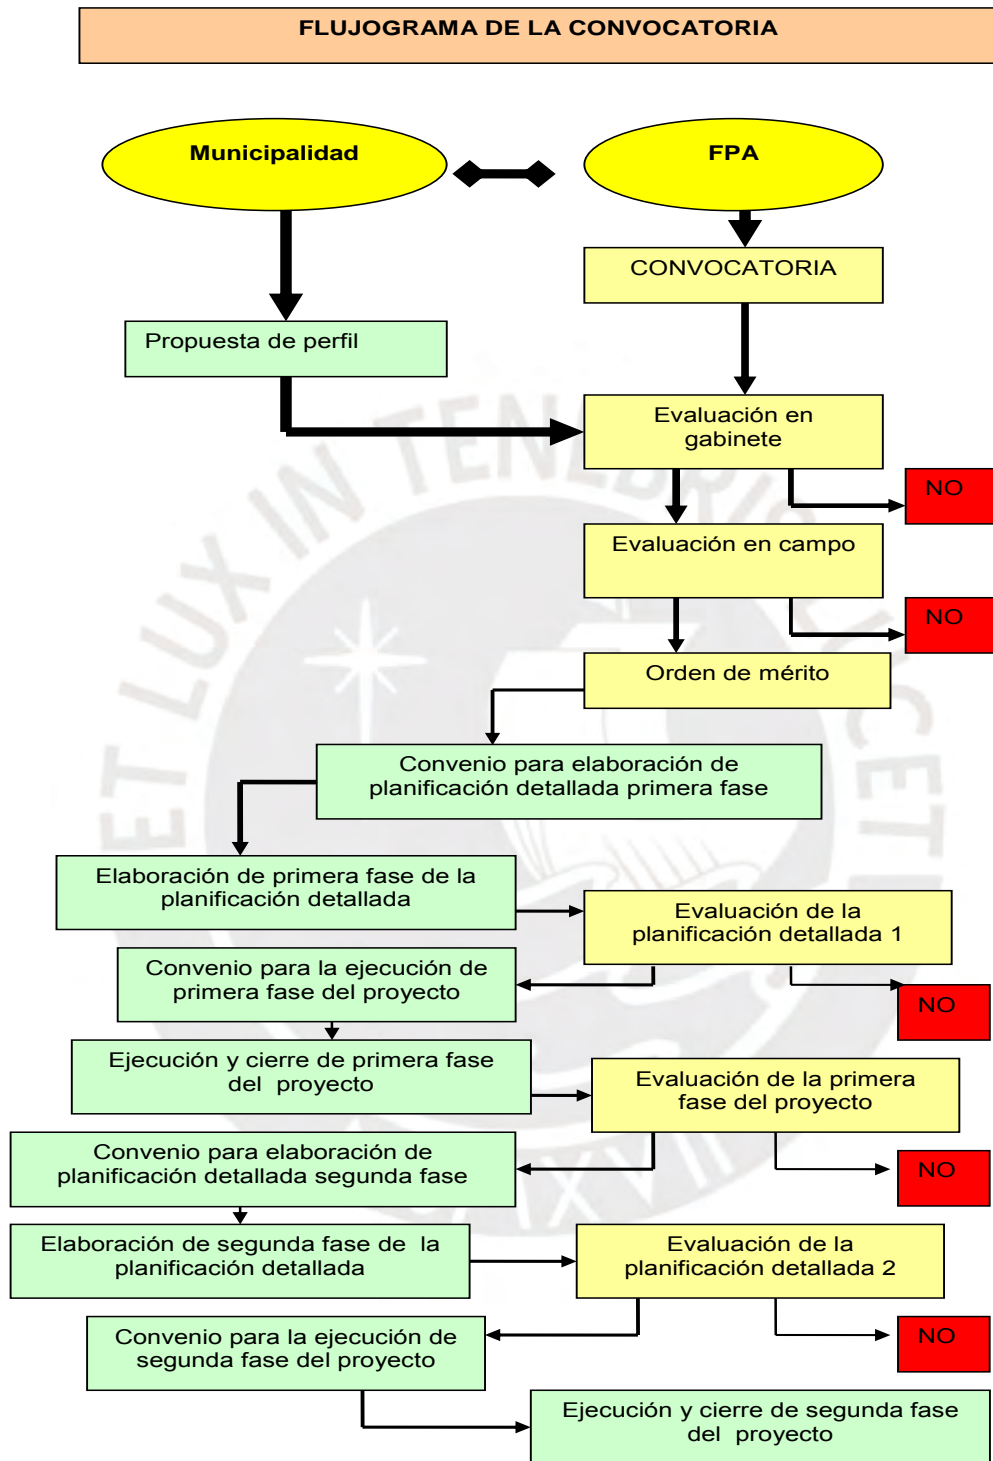 FLUJOGRAMA DE LA CONVOCATORIA
Municipalidad
FPA
CONVOCATORIA
Propuesta de perfil
Evaluación en
gabinete
NO
Evaluación en campo
NO
Orden de mérito
Convenio para elaboración de
planificación detallada primera fase
Elaboración de primera fase de la
planificación detallada
Evaluación de la
planificación detallada 1
Convenio para la ejecución de
primera fase del proyecto
NO
Ejecución y cierre de primera fase
del proyecto
Evaluación de la primera
fase del proyecto
Convenio para elaboración de
planificación detallada segunda fase
NO
Elaboración de segunda fase de la
planificación detallada
Evaluación de la
planificación detallada 2
Convenio para la ejecución de
segunda fase del proyecto
NO
Ejecución y cierre de segunda fase
del proyecto
ET LUX IN TENEBRIS LUCET